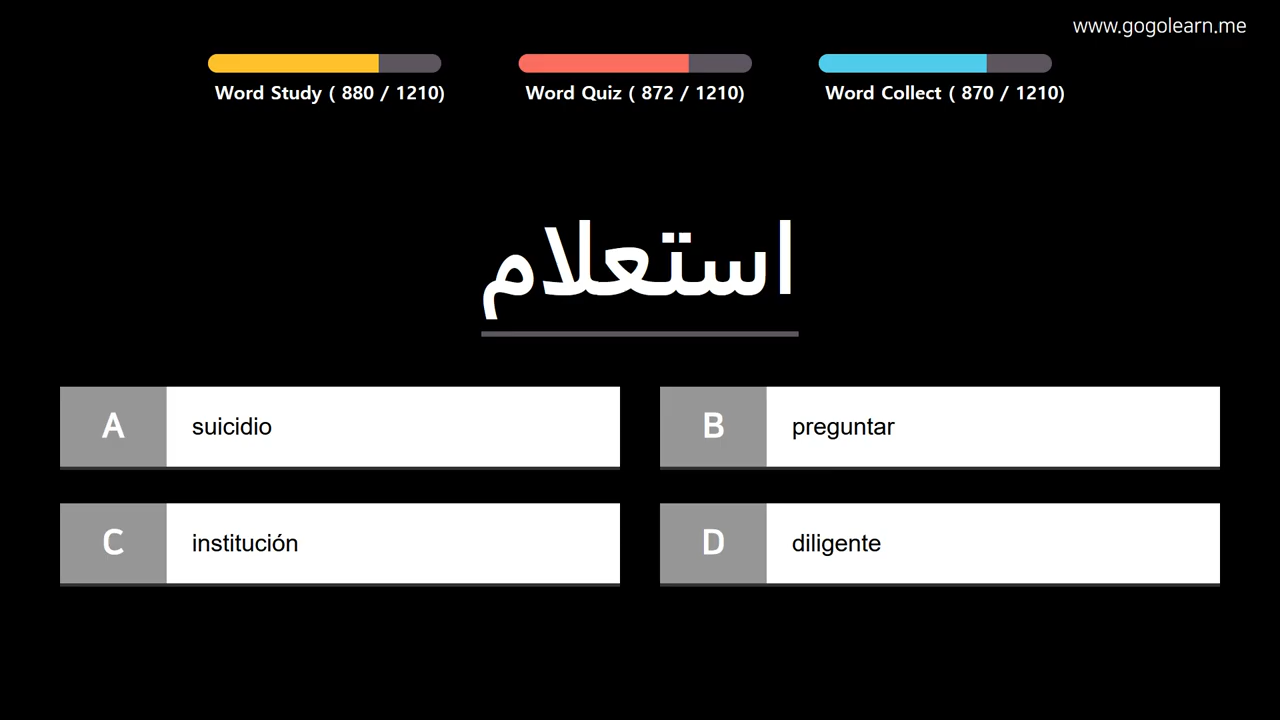 www.gogolearn.me
Word Study ( 880 / 1210)
Word Quiz ( 872 / 1210)
Word Collect ( 870 / 1210)
استعلام
A suicidio
B preguntar
C institución
D diligente